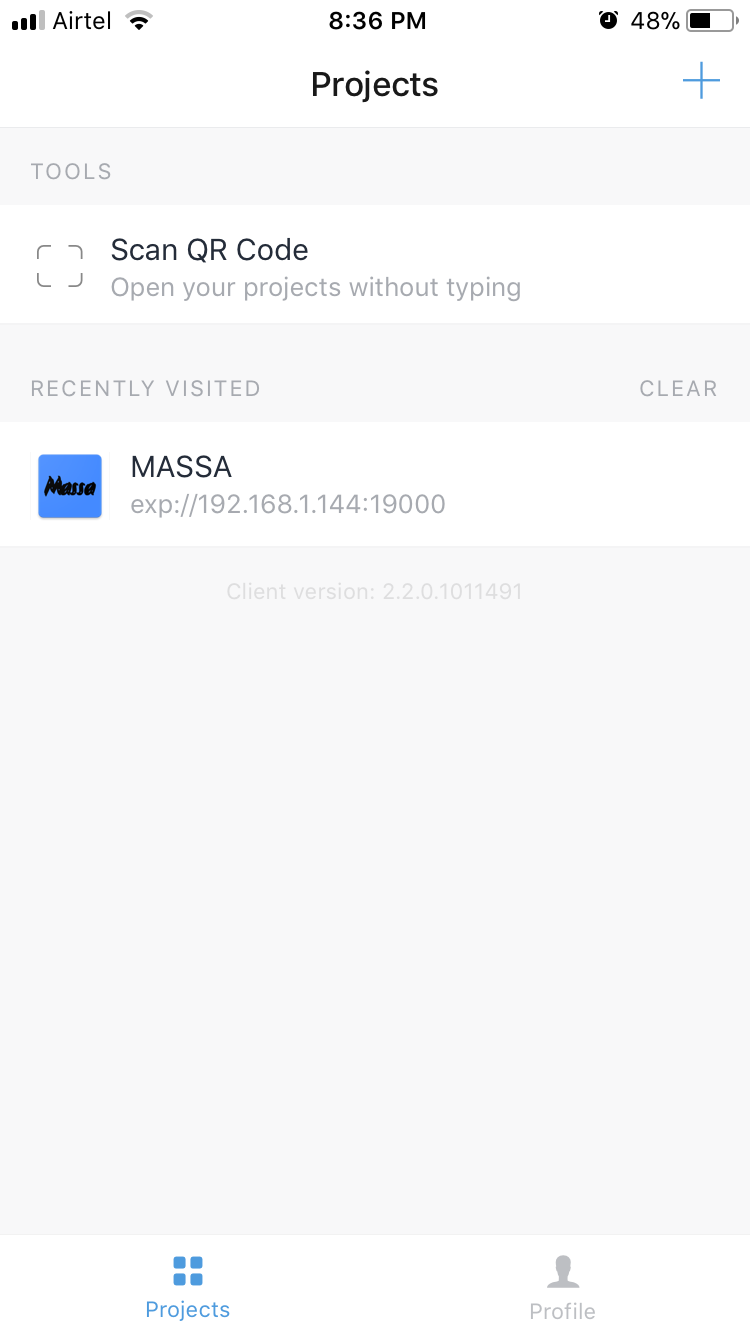 Airtel 8:36 PM 48%
Projects
TOOLS
Scan QR Code
Open your projects without typing
RECENTLY VISITED CLEAR
MASSA
Massa
exp://192.168.1.144:19000
Client version: 2.2.0.1011491
Projects Profile